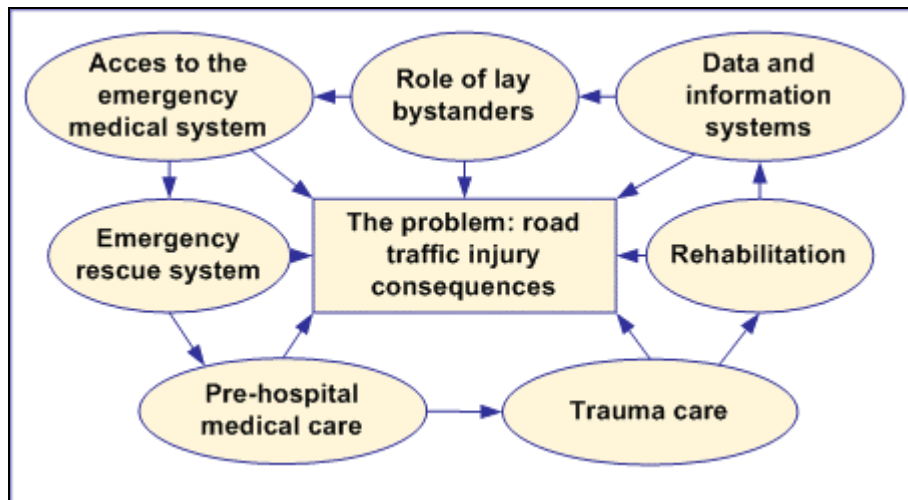 Acces to the
emergency
medical system
Role of lay
bystanders
Data and
information
systems
Emergency
rescue system
The problem: road
traffic injury
consequences
Rehabilitation
Pre-hospital
medical care
Trauma care